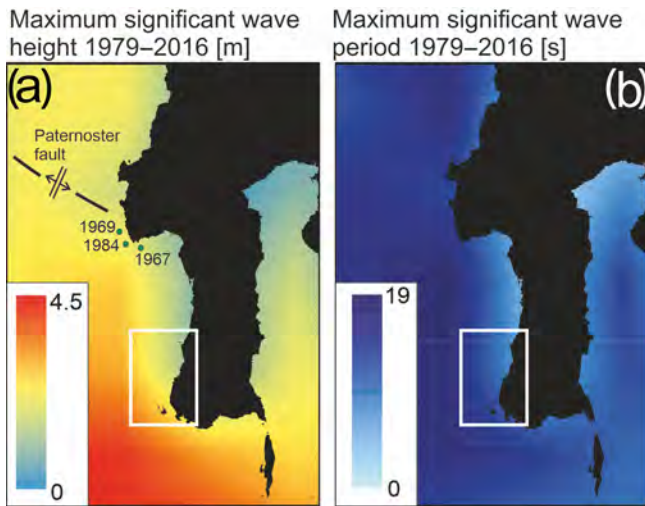 Maximum significant wave
height 1979–2016 [m]
Maximum significant wave
period 1979–2016 [s]
(a)
Paternoster
fault
1969
1984
1967
4.5
0
(b)
19
0